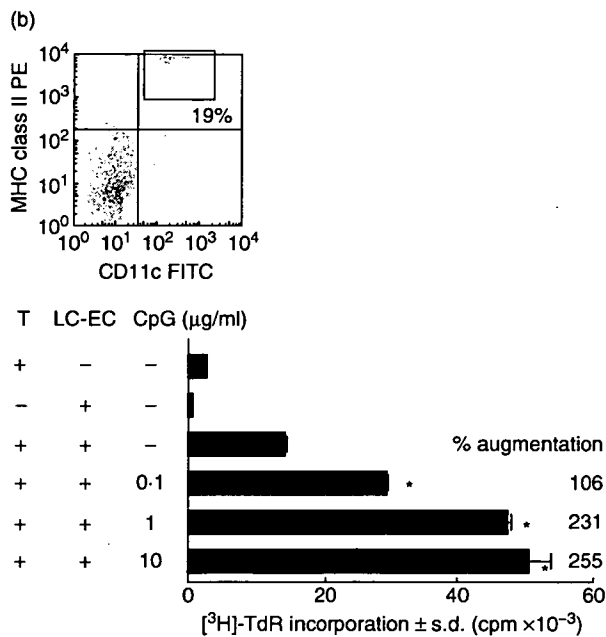 (b)
MHC class II PE
10⁴
10³
10²
10¹
10⁰
19%
10⁰ 10¹ 10² 10³ 10⁴
CD11c FITC
T LC-EC CpG (μg/ml)
+ − −
− + −
+ + −
% augmentation
+ + 0·1 * 106
+ + 1 * 231
+ + 10 * 255
0 20 40 60
[³H]-TdR incorporation ± s.d. (cpm ×10⁻³)